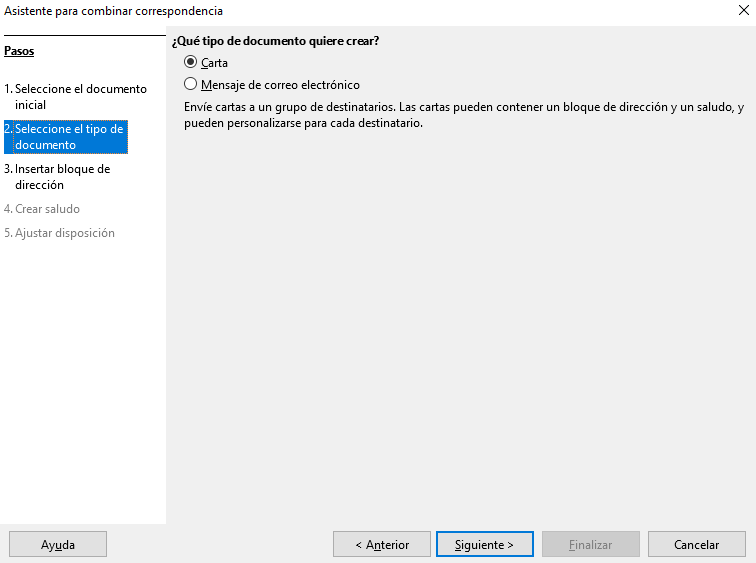 Asistente para combinar correspondencia
Pasos
1. Seleccione el documento
inicial
2. Seleccione el tipo de
documento
3. Insertar bloque de
dirección
4. Crear saludo
5. Ajustar disposición
¿Qué tipo de documento quiere crear?
Carta
Mensaje de correo electrónico
Envíe cartas a un grupo de destinatarios. Las cartas pueden contener un bloque de dirección y un saludo, y
pueden personalizarse para cada destinatario.
Ayuda
< Anterior
Siguiente >
Finalizar
Cancelar